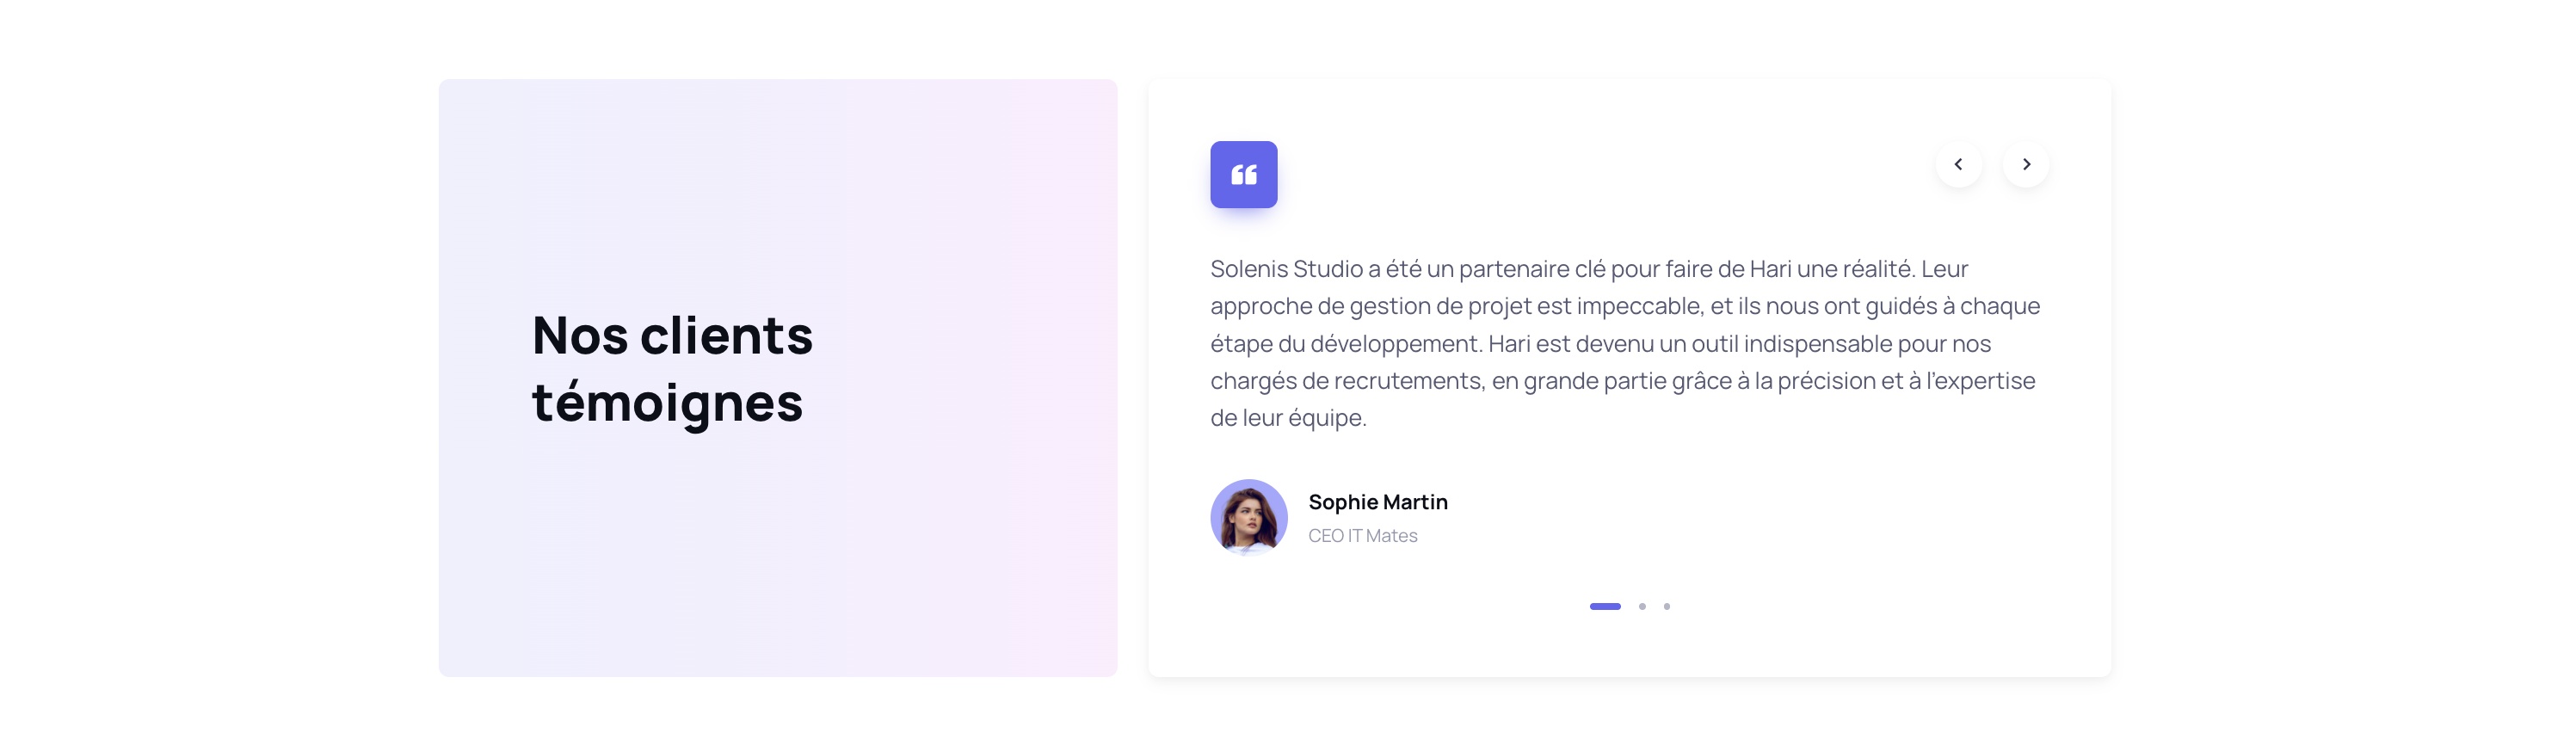 Nos clients
témoignes
Solenis Studio a été un partenaire clé pour faire de Hari une réalité. Leur
approche de gestion de projet est impeccable, et ils nous ont guidés à chaque
étape du développement. Hari est devenu un outil indispensable pour nos
chargés de recrutements, en grande partie grâce à la précision et à l’expertise
de leur équipe.
Sophie Martin
CEO IT Mates